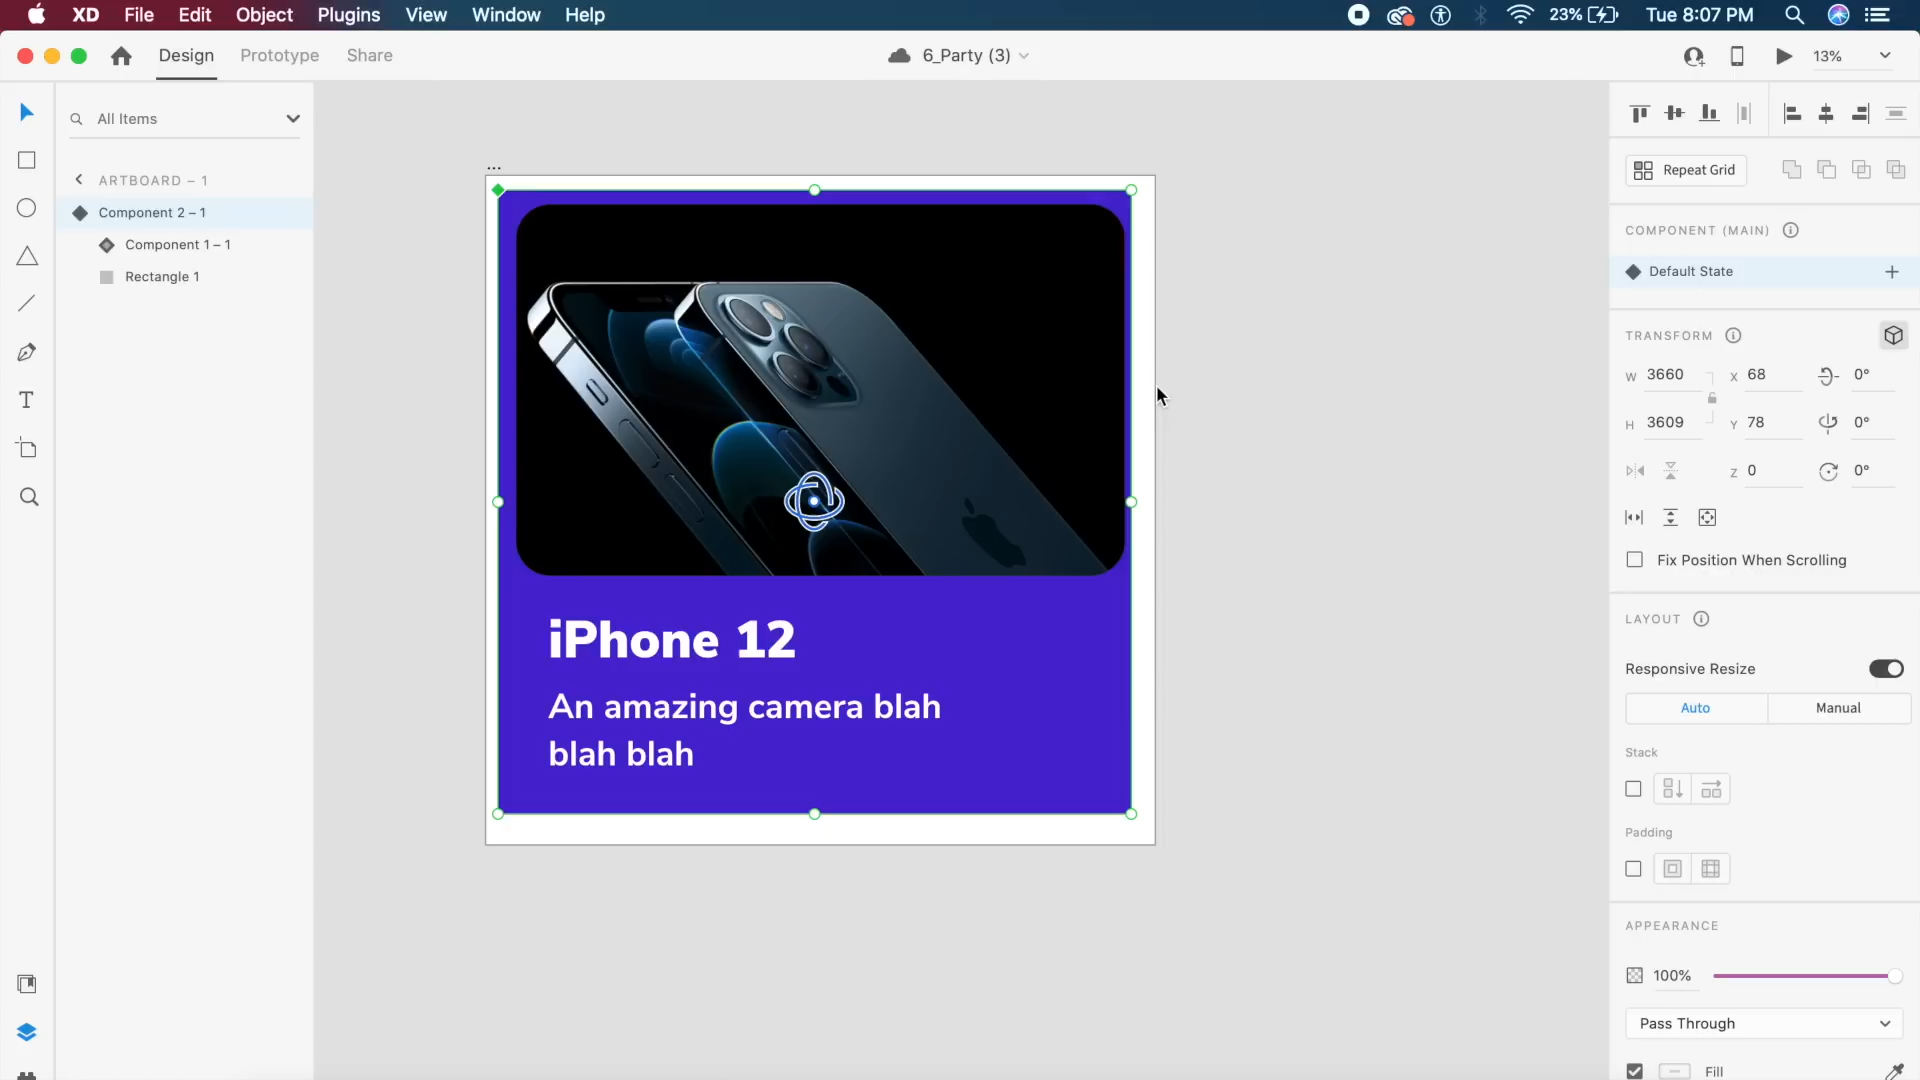 XD File Edit Object Plugins View Window Help
23% Tue 8:07 PM
Design Prototype Share
6_Party (3)
13%
All Items
ARTBOARD – 1
Component 2 – 1
Component 1 – 1
Rectangle 1
...
iPhone 12
An amazing camera blah
blah blah
Repeat Grid
COMPONENT (MAIN)
Default State
TRANSFORM
W 3660 X 68 0°
H 3609 Y 78 0°
Z 0 0°
Fix Position When Scrolling
LAYOUT
Responsive Resize
Auto Manual
Stack
Padding
APPEARANCE
100%
Pass Through
Fill